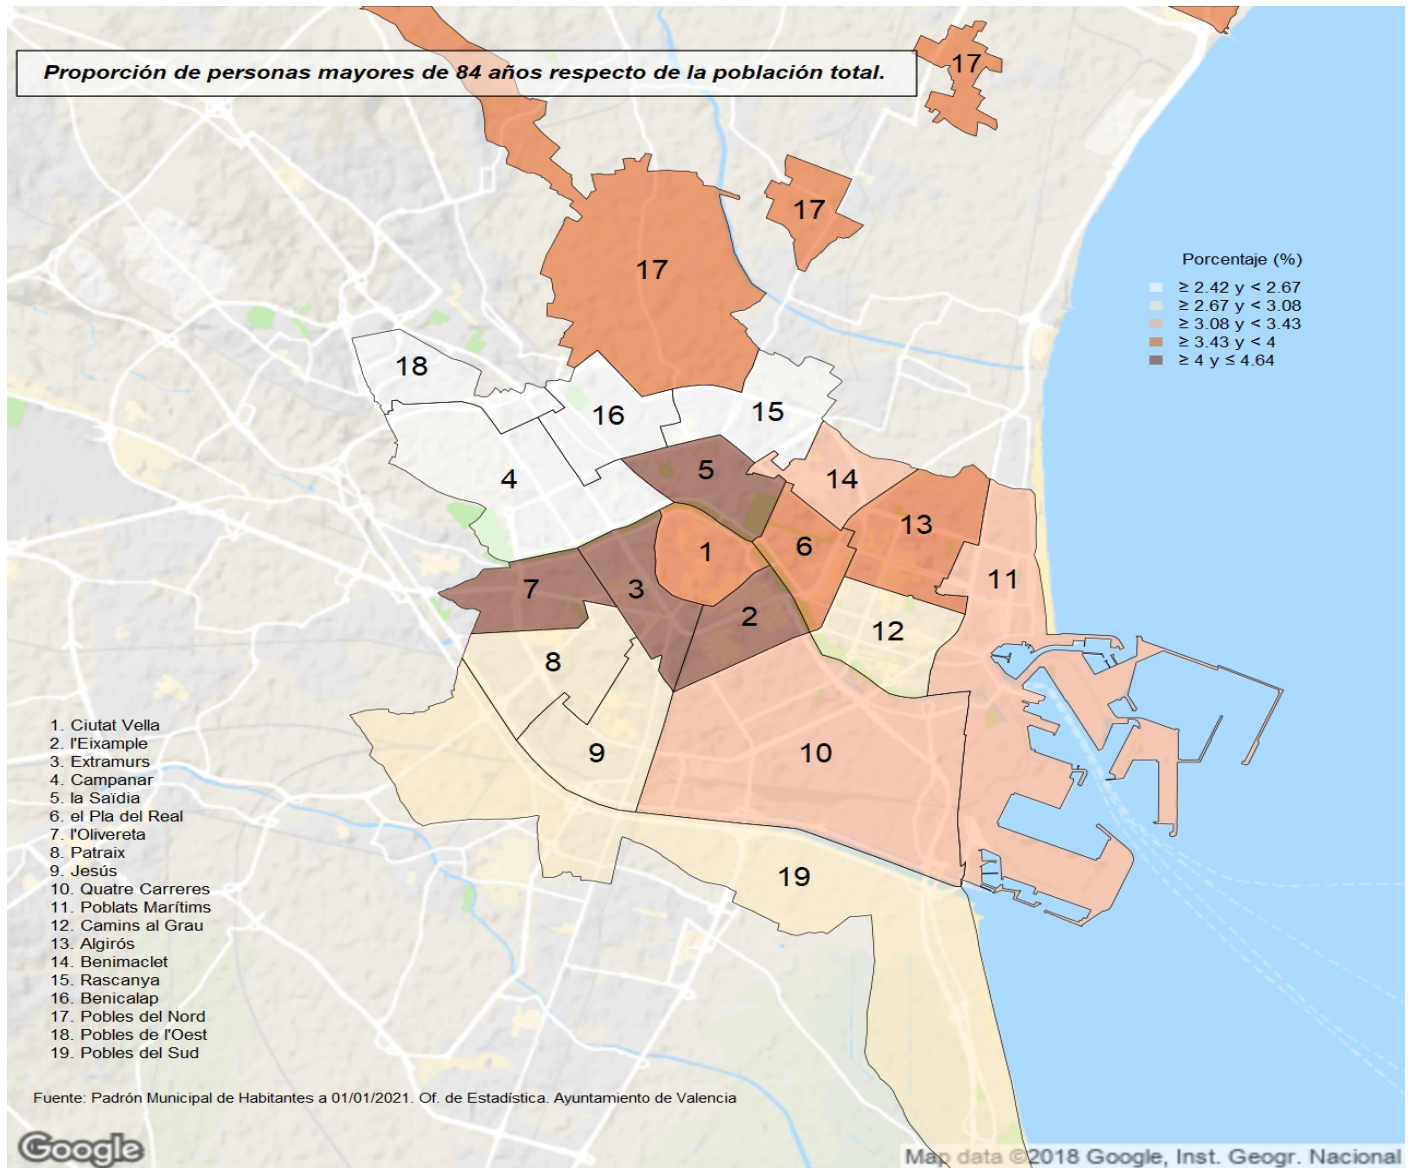 Proporción de personas mayores de 84 años respecto de la población total.
17
17
17
Porcentaje (%)
≥ 2.42 y < 2.67
≥ 2.67 y < 3.08
≥ 3.08 y < 3.43
≥ 3.43 y < 4
≥ 4 y ≤ 4.64
18
16
15
4
5
14
13
1
6
11
7
3
2
12
8
9
10
19
1. Ciutat Vella
2. l'Eixample
3. Extramurs
4. Campanar
5. la Saïdia
6. el Pla del Real
7. l'Olivereta
8. Patraix
9. Jesús
10. Quatre Carreres
11. Poblats Marítims
12. Camins al Grau
13. Algirós
14. Benimaclet
15. Rascanya
16. Benicalap
17. Pobles del Nord
18. Pobles de l'Oest
19. Pobles del Sud
Fuente: Padrón Municipal de Habitantes a 01/01/2021. Of. de Estadística. Ayuntamiento de Valencia
Google
Map data ©2018 Google, Inst. Geogr. Nacional